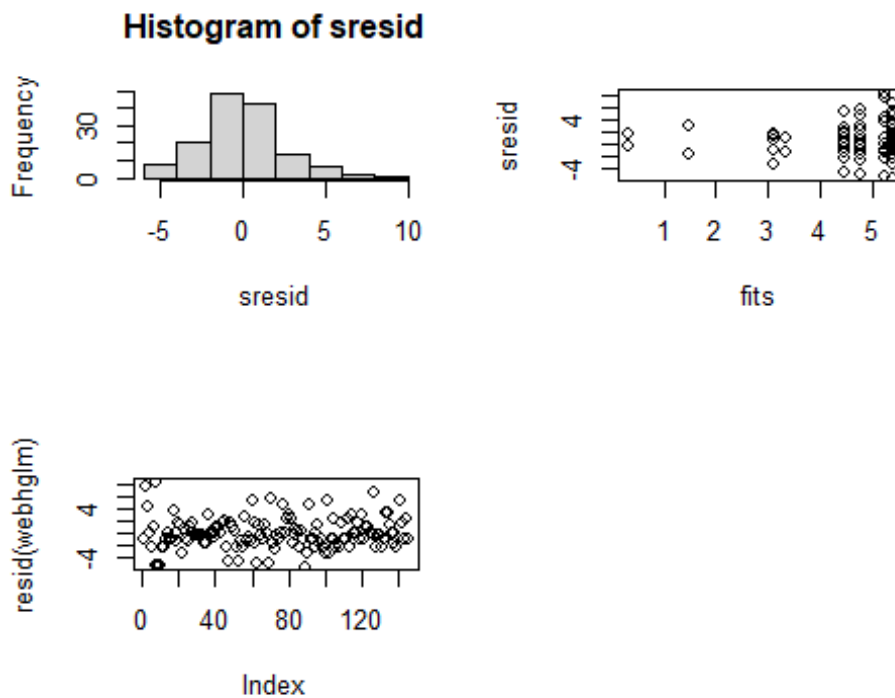 Histogram of sresid
Frequency
30
0
-5 0 5 10
sresid
sresid
4
-4
1 2 3 4 5
fits
resid(webhglm)
4
-4
0 40 80 120
Index